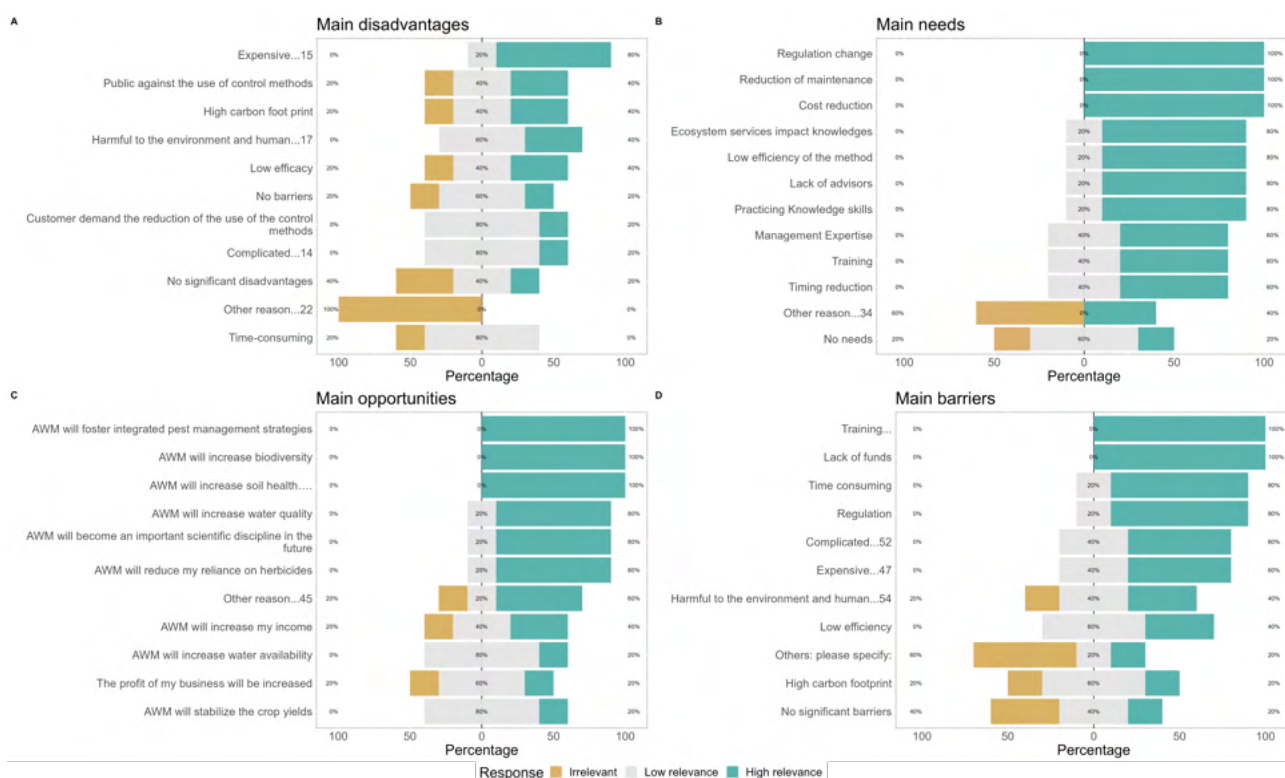 A
Main disadvantages
Expensive...15 0% 20% 80%
Public against the use of control methods 20% 40% 40%
High carbon foot print 20% 40% 40%
Harmful to the environment and human...17 0% 60% 40%
Low efficacy 20% 40% 40%
No barriers 20% 60% 20%
Customer demand the reduction of the use of the control
methods 0% 80% 20%
Complicated...14 0% 80% 20%
No significant disadvantages 40% 40% 20%
Other reason...22 100% 0% 0%
Time-consuming 20% 80% 0%
100 50 0 50 100
Percentage
B
Main needs
Regulation change 0% 0% 100%
Reduction of maintenance 0% 0% 100%
Cost reduction 0% 0% 100%
Ecosystem services impact knowledges 0% 20% 80%
Low efficiency of the method 0% 20% 80%
Lack of advisors 0% 20% 80%
Practicing Knowledge skills 0% 20% 80%
Management Expertise 0% 40% 60%
Training 0% 40% 60%
Timing reduction 0% 40% 60%
Other reason...34 60% 0% 40%
No needs 20% 60% 20%
100 50 0 50 100
Percentage
C
Main opportunities
AWM will foster integrated pest management strategies 0% 0% 100%
AWM will increase biodiversity 0% 0% 100%
AWM will increase soil health.... 0% 0% 100%
AWM will increase water quality 0% 20% 80%
AWM will become an important scientific discipline in the
future 0% 20% 80%
AWM will reduce my reliance on herbicides 0% 20% 80%
Other reason...45 20% 20% 60%
AWM will increase my income 20% 40% 40%
AWM will increase water availability 0% 80% 20%
The profit of my business will be increased 20% 60% 20%
AWM will stabilize the crop yields 0% 80% 20%
100 50 0 50 100
Percentage
D
Main barriers
Training... 0% 0% 100%
Lack of funds 0% 0% 100%
Time consuming 0% 20% 80%
Regulation 0% 20% 80%
Complicated...52 0% 40% 60%
Expensive...47 0% 40% 60%
Harmful to the environment and human...54 20% 40% 40%
Low efficiency 0% 60% 40%
Others: please specify: 60% 20% 20%
High carbon footprint 20% 60% 20%
No significant barriers 40% 40% 20%
100 50 0 50 100
Percentage
Response Irrelevant Low relevance High relevance